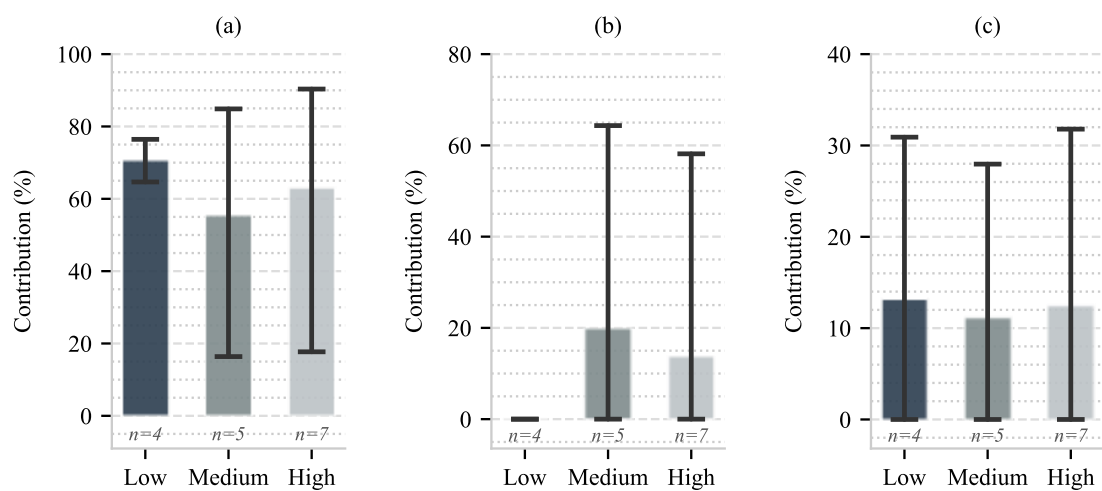 (a)
Contribution (%)
100
80
60
40
20
0
n=4 n=5 n=7
Low Medium High
(b)
Contribution (%)
80
60
40
20
0
n=4 n=5 n=7
Low Medium High
(c)
Contribution (%)
40
30
20
10
0
n=4 n=5 n=7
Low Medium High